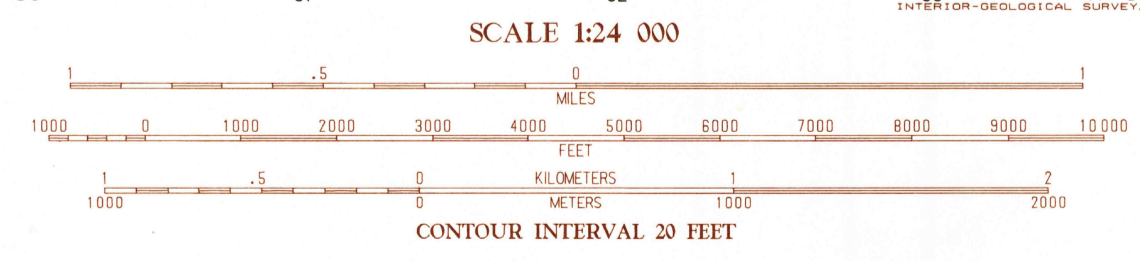 INTERIOR-GEOLOGICAL SURVEY,
SCALE 1:24 000
1 .5 0 1
MILES
1000 0 1000 2000 3000 4000 5000 6000 7000 8000 9000 10 000
FEET
1 .5 0 KILOMETERS 1 2
1000 0 METERS 1000 2000
CONTOUR INTERVAL 20 FEET